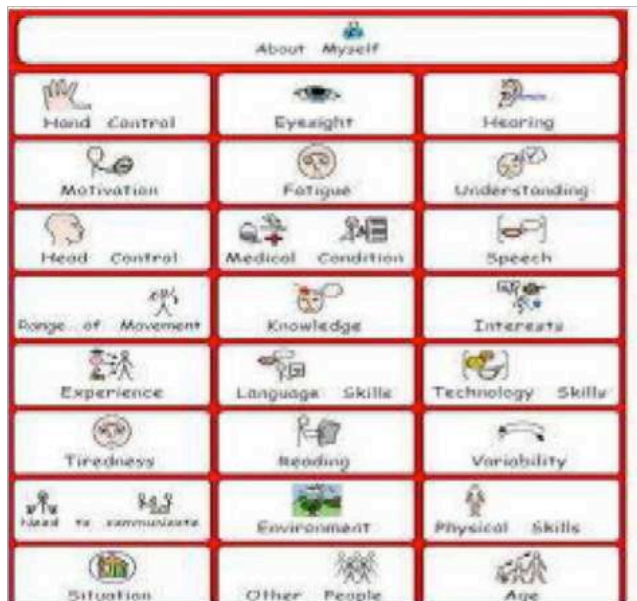 About Myself
Hand Control Eyesight Hearing
Motivation Fatigue Understanding
Head Control Medical Condition Speech
Range of Movement Knowledge Interests
Experience Language Skills Technology Skills
Tiredness Reading Variability
Need to communicate Environment Physical Skills
Situation Other People Age